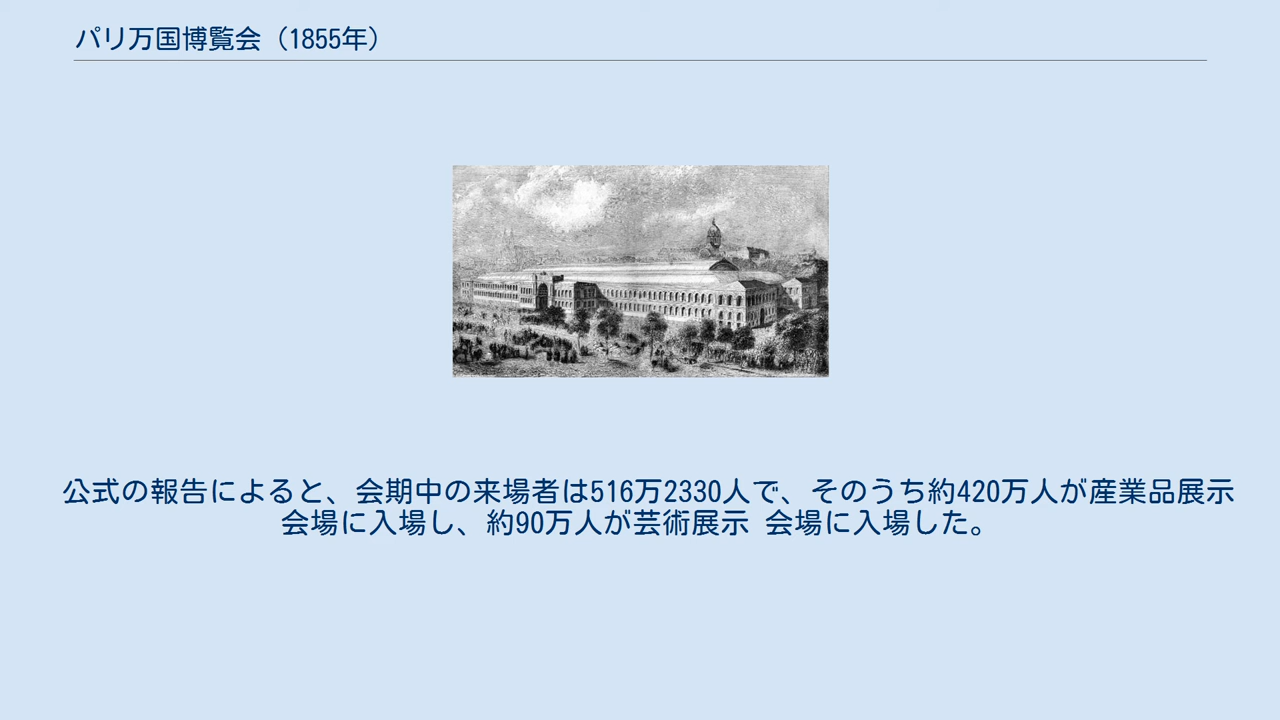 パリ万国博覧会（1855年）
公式の報告によると、会期中の来場者は516万2330人で、そのうち約420万人が産業品展示
会場に入場し、約90万人が芸術展示 会場に入場した。